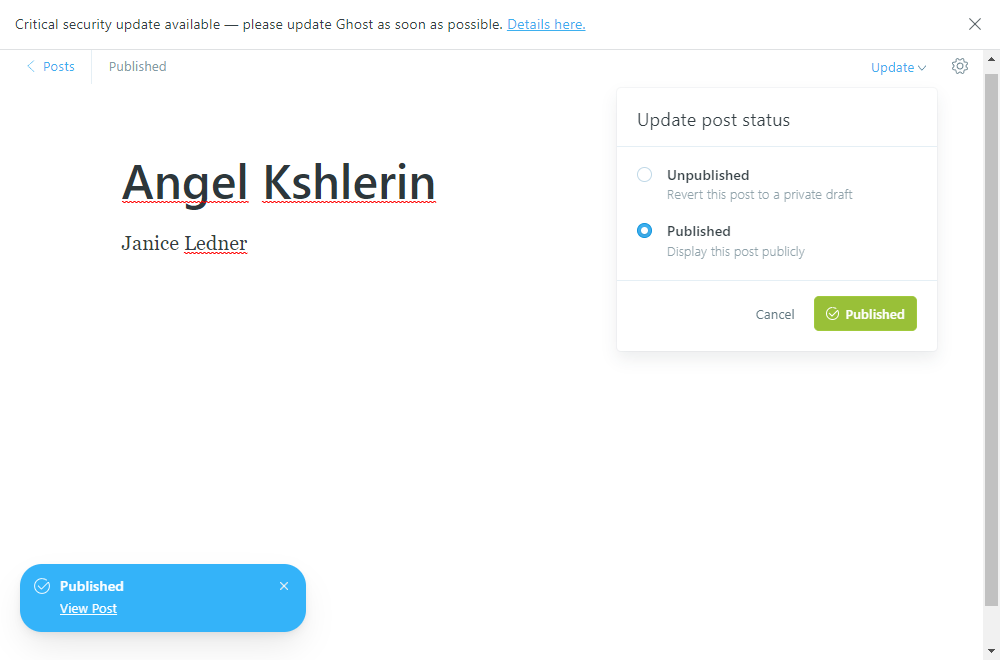 Critical security update available — please update Ghost as soon as possible. Details here.
Posts
Published
Update
Update post status
Angel Kshlerin
Janice Ledner
Unpublished
Revert this post to a private draft
Published
Display this post publicly
Cancel
Published
Published
View Post